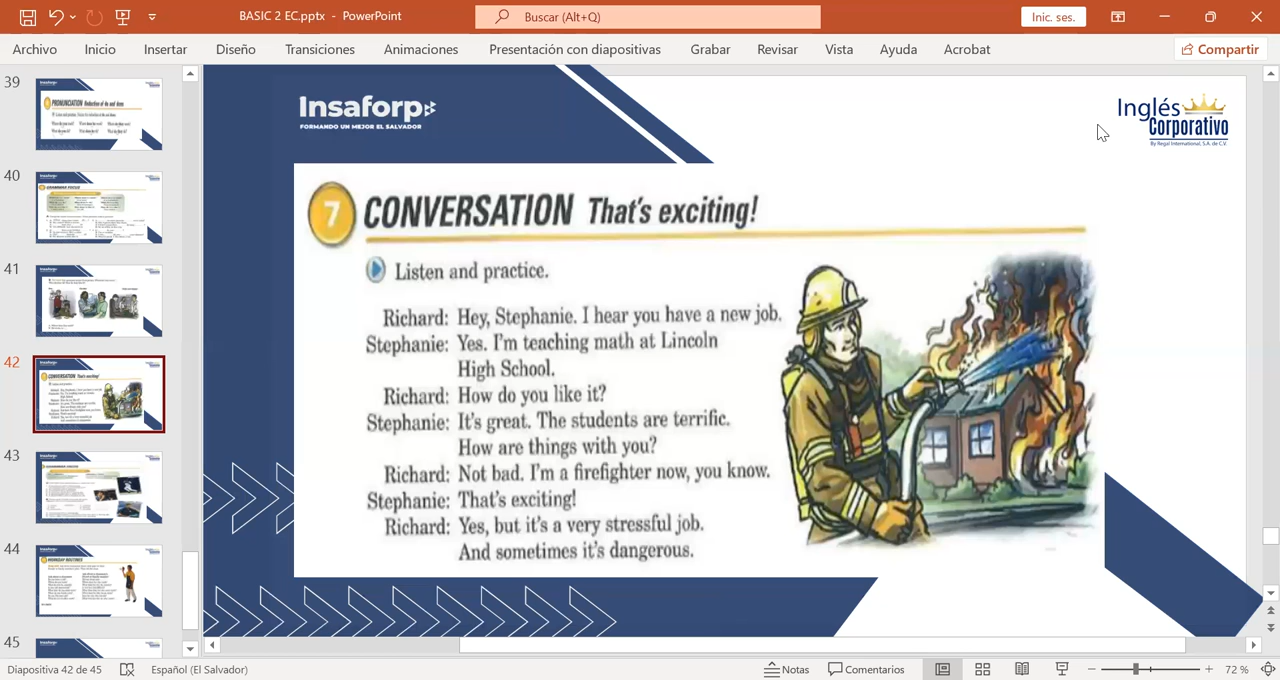 BASIC 2 EC.pptx - PowerPoint
Buscar (Alt+Q)
Inic. ses.
Archivo Inicio Insertar Diseño Transiciones Animaciones Presentación con diapositivas Grabar Revisar Vista Ayuda Acrobat
Compartir
39
40
41
42
43
44
45
Insaforp
FORMANDO UN MEJOR EL SALVADOR
Inglés
Corporativo
By Regal International, S.A. de C.V.
7 CONVERSATION That's exciting!
Listen and practice.
Richard: Hey, Stephanie. I hear you have a new job.
Stephanie: Yes. I'm teaching math at Lincoln
High School.
Richard: How do you like it?
Stephanie: It's great. The students are terrific.
How are things with you?
Richard: Not bad. I'm a firefighter now, you know.
Stephanie: That's exciting!
Richard: Yes, but it's a very stressful job.
And sometimes it's dangerous.
Diapositiva 42 de 45
Español (El Salvador)
Notas
Comentarios
72 %